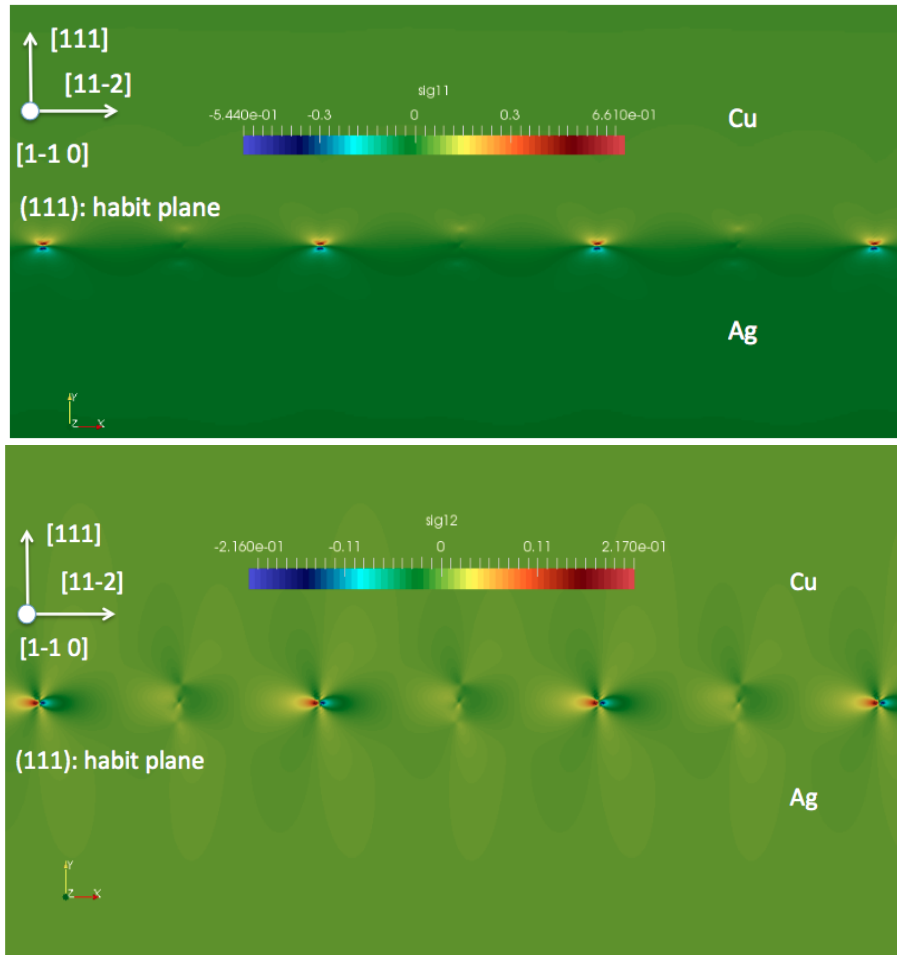 [111]
[11-2]
sig11
-5.440e-01 -0.3 0 0.3 6.610e-01
Cu
[1-1 0]
(111): habit plane
Ag
Y
Z X
[111]
sig12
-2.160e-01 -0.11 0 0.11 2.170e-01
[11-2]
Cu
[1-1 0]
(111): habit plane
Ag
Y
Z X